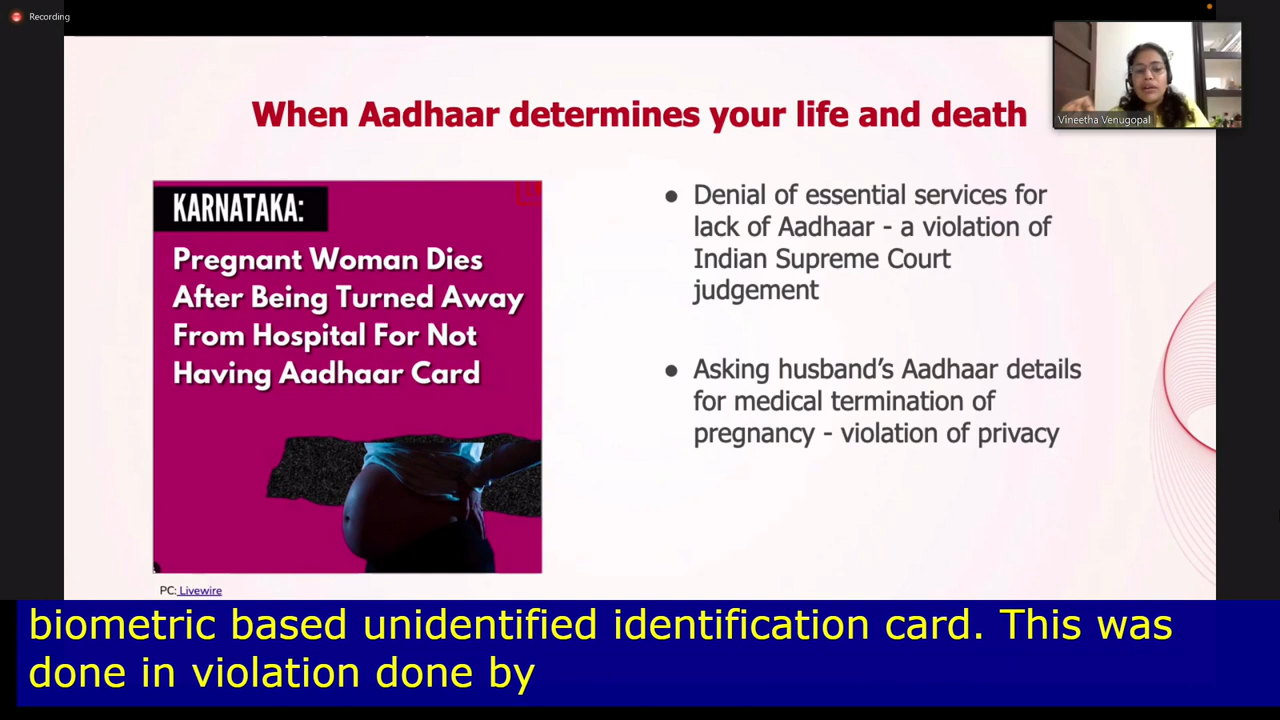 Recording
Vineetha Venugopal
When Aadhaar determines your life and death
KARNATAKA:
Pregnant Woman Dies
After Being Turned Away
From Hospital For Not
Having Aadhaar Card
PC: Livewire
● Denial of essential services for
lack of Aadhaar - a violation of
Indian Supreme Court
judgement
● Asking husband’s Aadhaar details
for medical termination of
pregnancy - violation of privacy
biometric based unidentified identification card. This was
done in violation done by